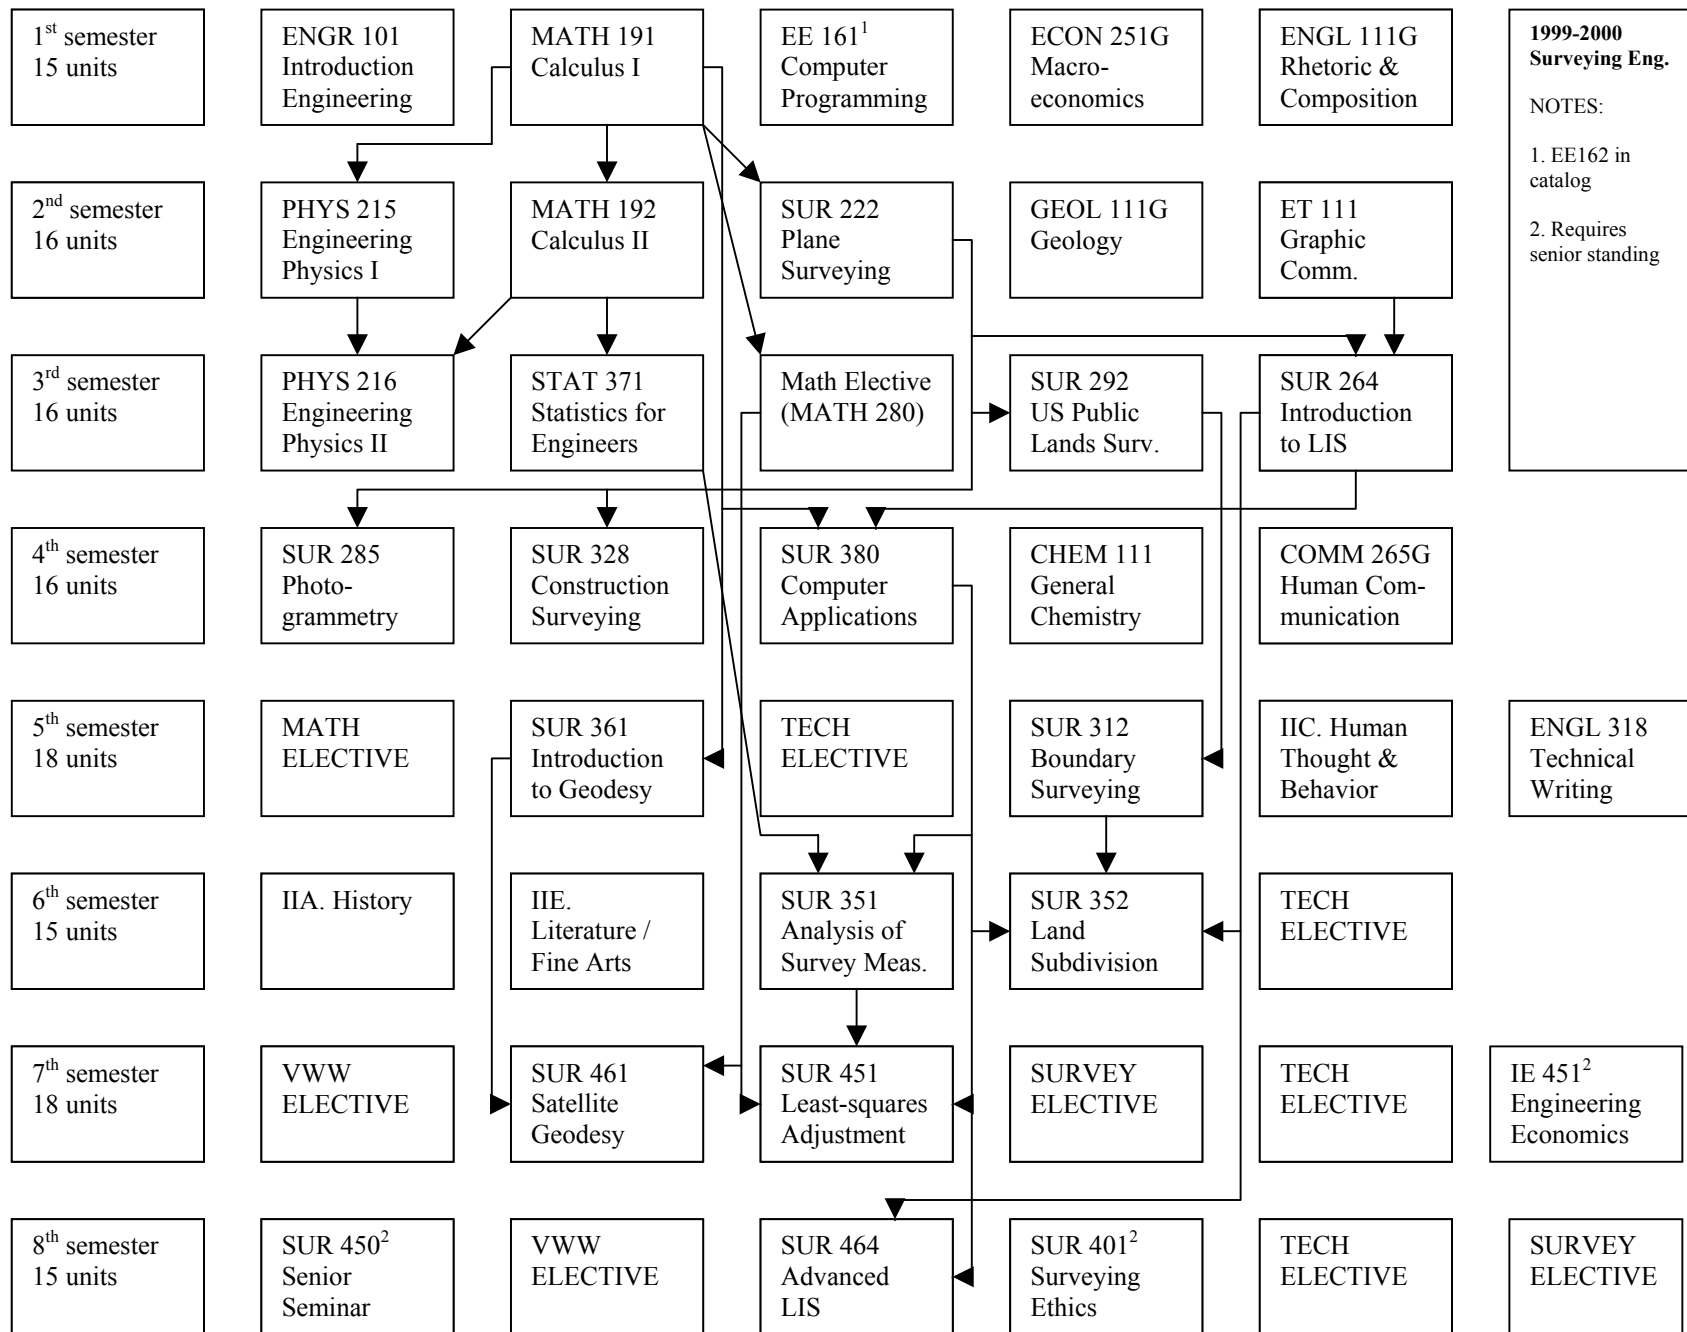 1st semester
15 units
ENGR 101
Introduction
Engineering
MATH 191
Calculus I
EE 1611
Computer
Programming
ECON 251G
Macro-
economics
ENGL 111G
Rhetoric &
Composition
1999-2000
Surveying Eng.
NOTES:
1. EE162 in
catalog
2. Requires
senior standing
2nd semester
16 units
PHYS 215
Engineering
Physics I
MATH 192
Calculus II
SUR 222
Plane
Surveying
GEOL 111G
Geology
ET 111
Graphic
Comm.
3rd semester
16 units
PHYS 216
Engineering
Physics II
STAT 371
Statistics for
Engineers
Math Elective
(MATH 280)
SUR 292
US Public
Lands Surv.
SUR 264
Introduction
to LIS
4th semester
16 units
SUR 285
Photo-
grammetry
SUR 328
Construction
Surveying
SUR 380
Computer
Applications
CHEM 111
General
Chemistry
COMM 265G
Human Com-
munication
5th semester
18 units
MATH
ELECTIVE
SUR 361
Introduction
to Geodesy
TECH
ELECTIVE
SUR 312
Boundary
Surveying
IIC. Human
Thought &
Behavior
ENGL 318
Technical
Writing
6th semester
15 units
IIA. History
IIE.
Literature /
Fine Arts
SUR 351
Analysis of
Survey Meas.
SUR 352
Land
Subdivision
TECH
ELECTIVE
7th semester
18 units
VWW
ELECTIVE
SUR 461
Satellite
Geodesy
SUR 451
Least-squares
Adjustment
SURVEY
ELECTIVE
TECH
ELECTIVE
IE 4512
Engineering
Economics
8th semester
15 units
SUR 4502
Senior
Seminar
VWW
ELECTIVE
SUR 464
Advanced
LIS
SUR 4012
Surveying
Ethics
TECH
ELECTIVE
SURVEY
ELECTIVE